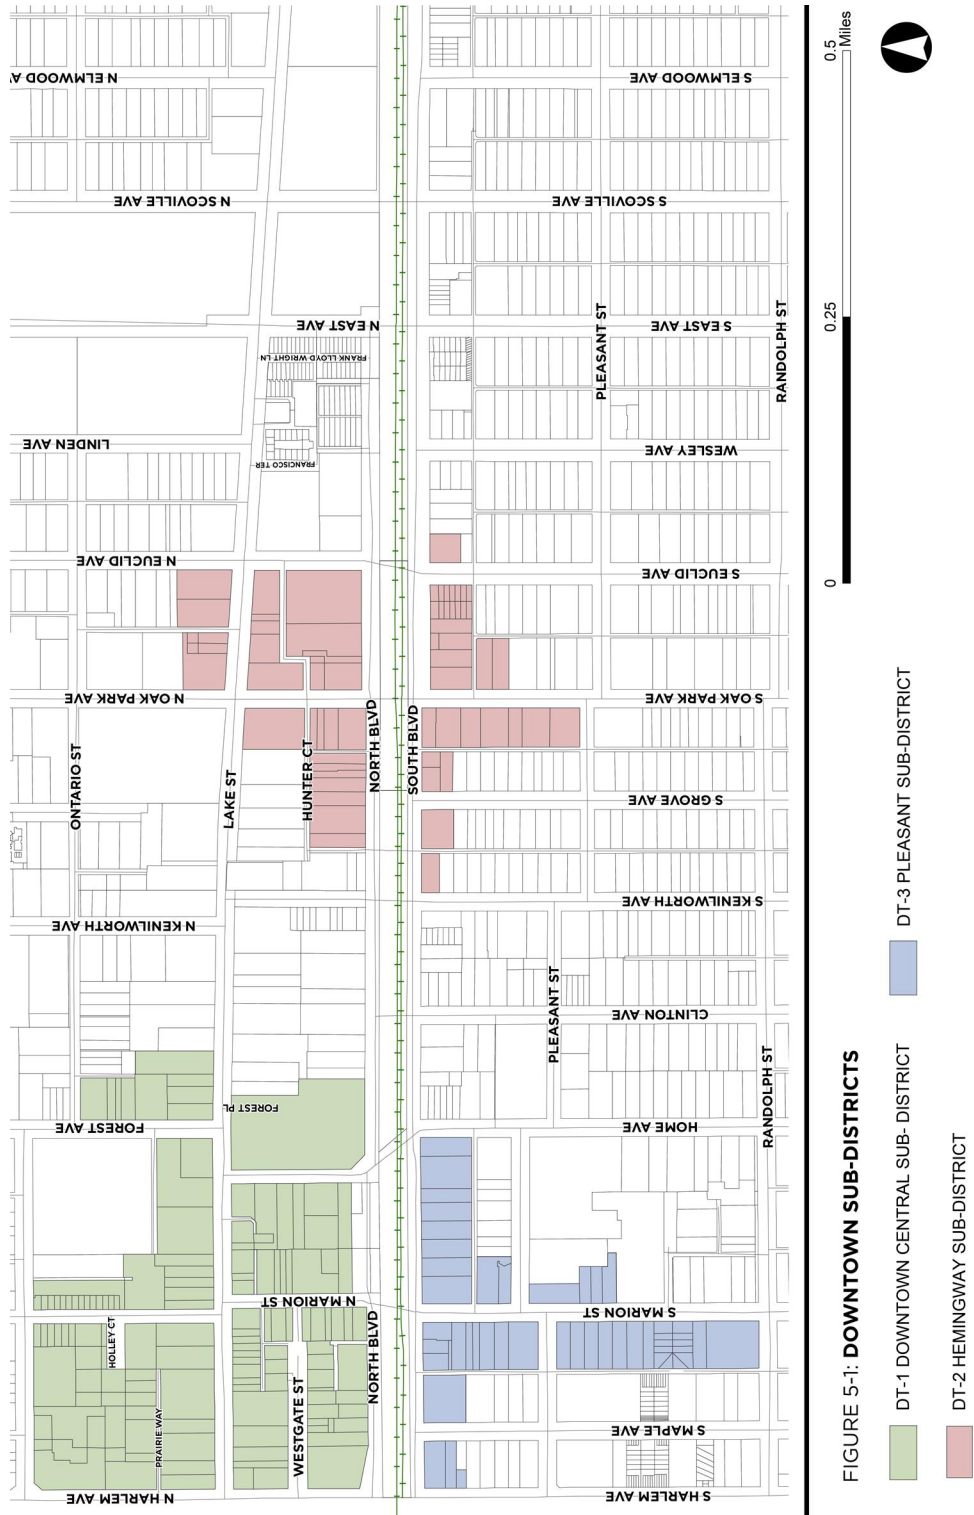 N ELMWOOD AV
S ELMWOOD AVE
N SCOVILLE AVE
S SCOVILLE AVE
N EAST AVE
S EAST AVE
FRANK LLOYD WRIGHT LN
PLEASANT ST
RANDOLPH ST
LINDEN AVE
WESLEY AVE
FRANCISCO TER
N EUCLID AVE
S EUCLID AVE
N OAK PARK AVE
S OAK PARK AVE
ONTARIO ST
LAKE ST
HUNTER CT
NORTH BLVD
SOUTH BLVD
S GROVE AVE
N KENILWORTH AVE
S KENILWORTH AVE
CLINTON AVE
PLEASANT ST
FOREST PL
FOREST AVE
HOME AVE
RANDOLPH ST
N MARION ST
S MARION ST
HOLLEY CT
PRAIRIE WAY
WESTGATE ST
NORTH BLVD
S MAPLE AVE
N HARLEM AVE
S HARLEM AVE
0 0.25 0.5
Miles
FIGURE 5-1: DOWNTOWN SUB-DISTRICTS
DT-1 DOWNTOWN CENTRAL SUB- DISTRICT
DT-3 PLEASANT SUB-DISTRICT
DT-2 HEMINGWAY SUB-DISTRICT